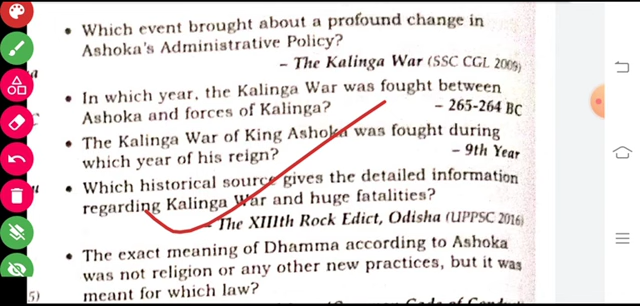 • Which event brought about a profound change in
Ashoka's Administrative Policy?
– The Kalinga War (SSC CGL 2009)
• In which year, the Kalinga War was fought between
Ashoka and forces of Kalinga? – 265-264 BC
• The Kalinga War of King Ashoka was fought during
which year of his reign? – 9th Year
• Which historical source gives the detailed information
regarding Kalinga War and huge fatalities?
– The XIIIth Rock Edict, Odisha (UPPSC 2016)
• The exact meaning of Dhamma according to Ashoka
was not religion or any other new practices, but it was
5) meant for which law?